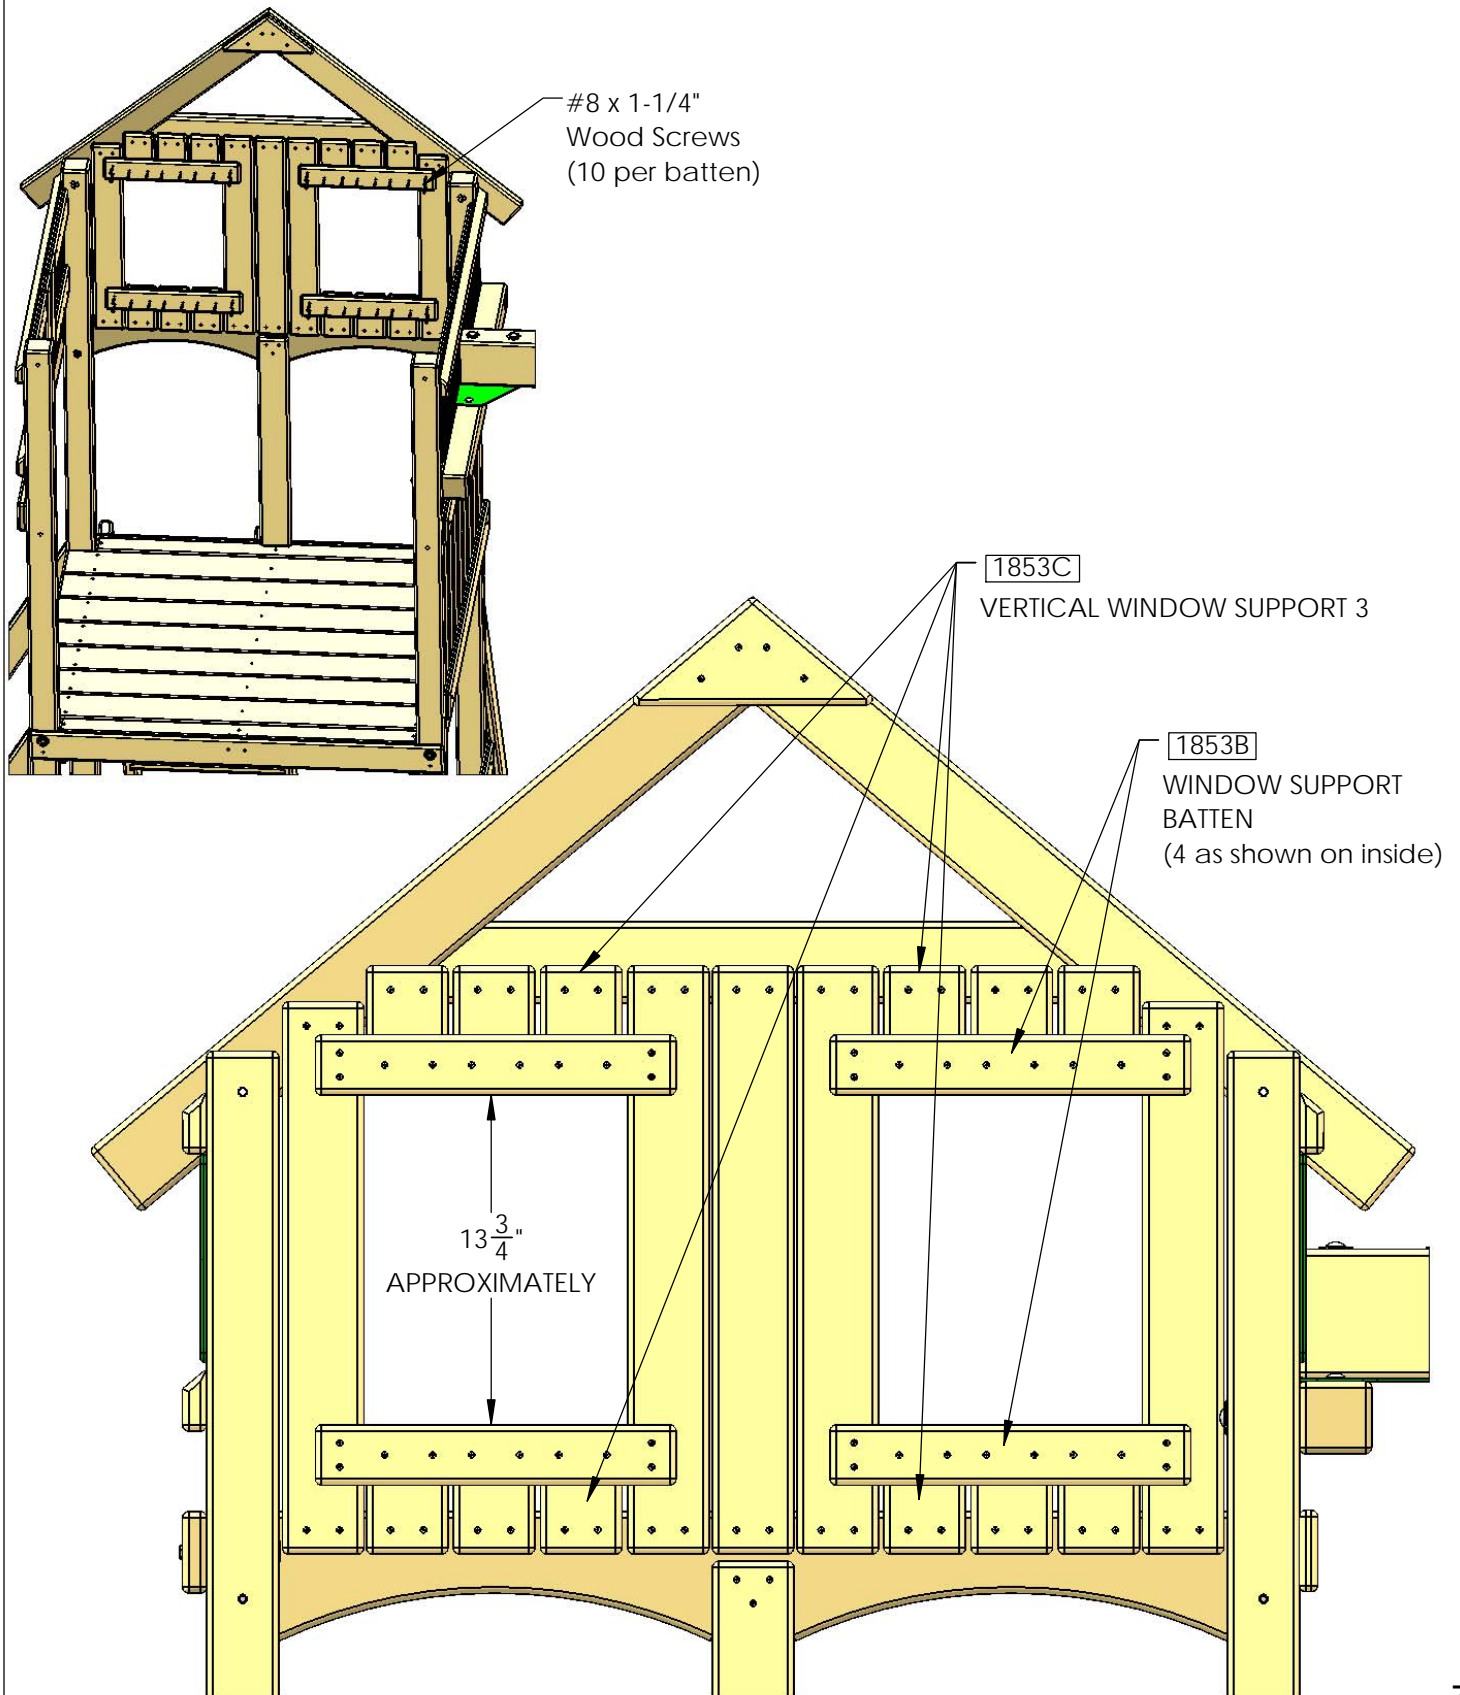 #8 x 1-1/4"
Wood Screws
(10 per batten)
1853C
VERTICAL WINDOW SUPPORT 3
1853B
WINDOW SUPPORT
BATTEN
(4 as shown on inside)
13 3/4"
APPROXIMATELY